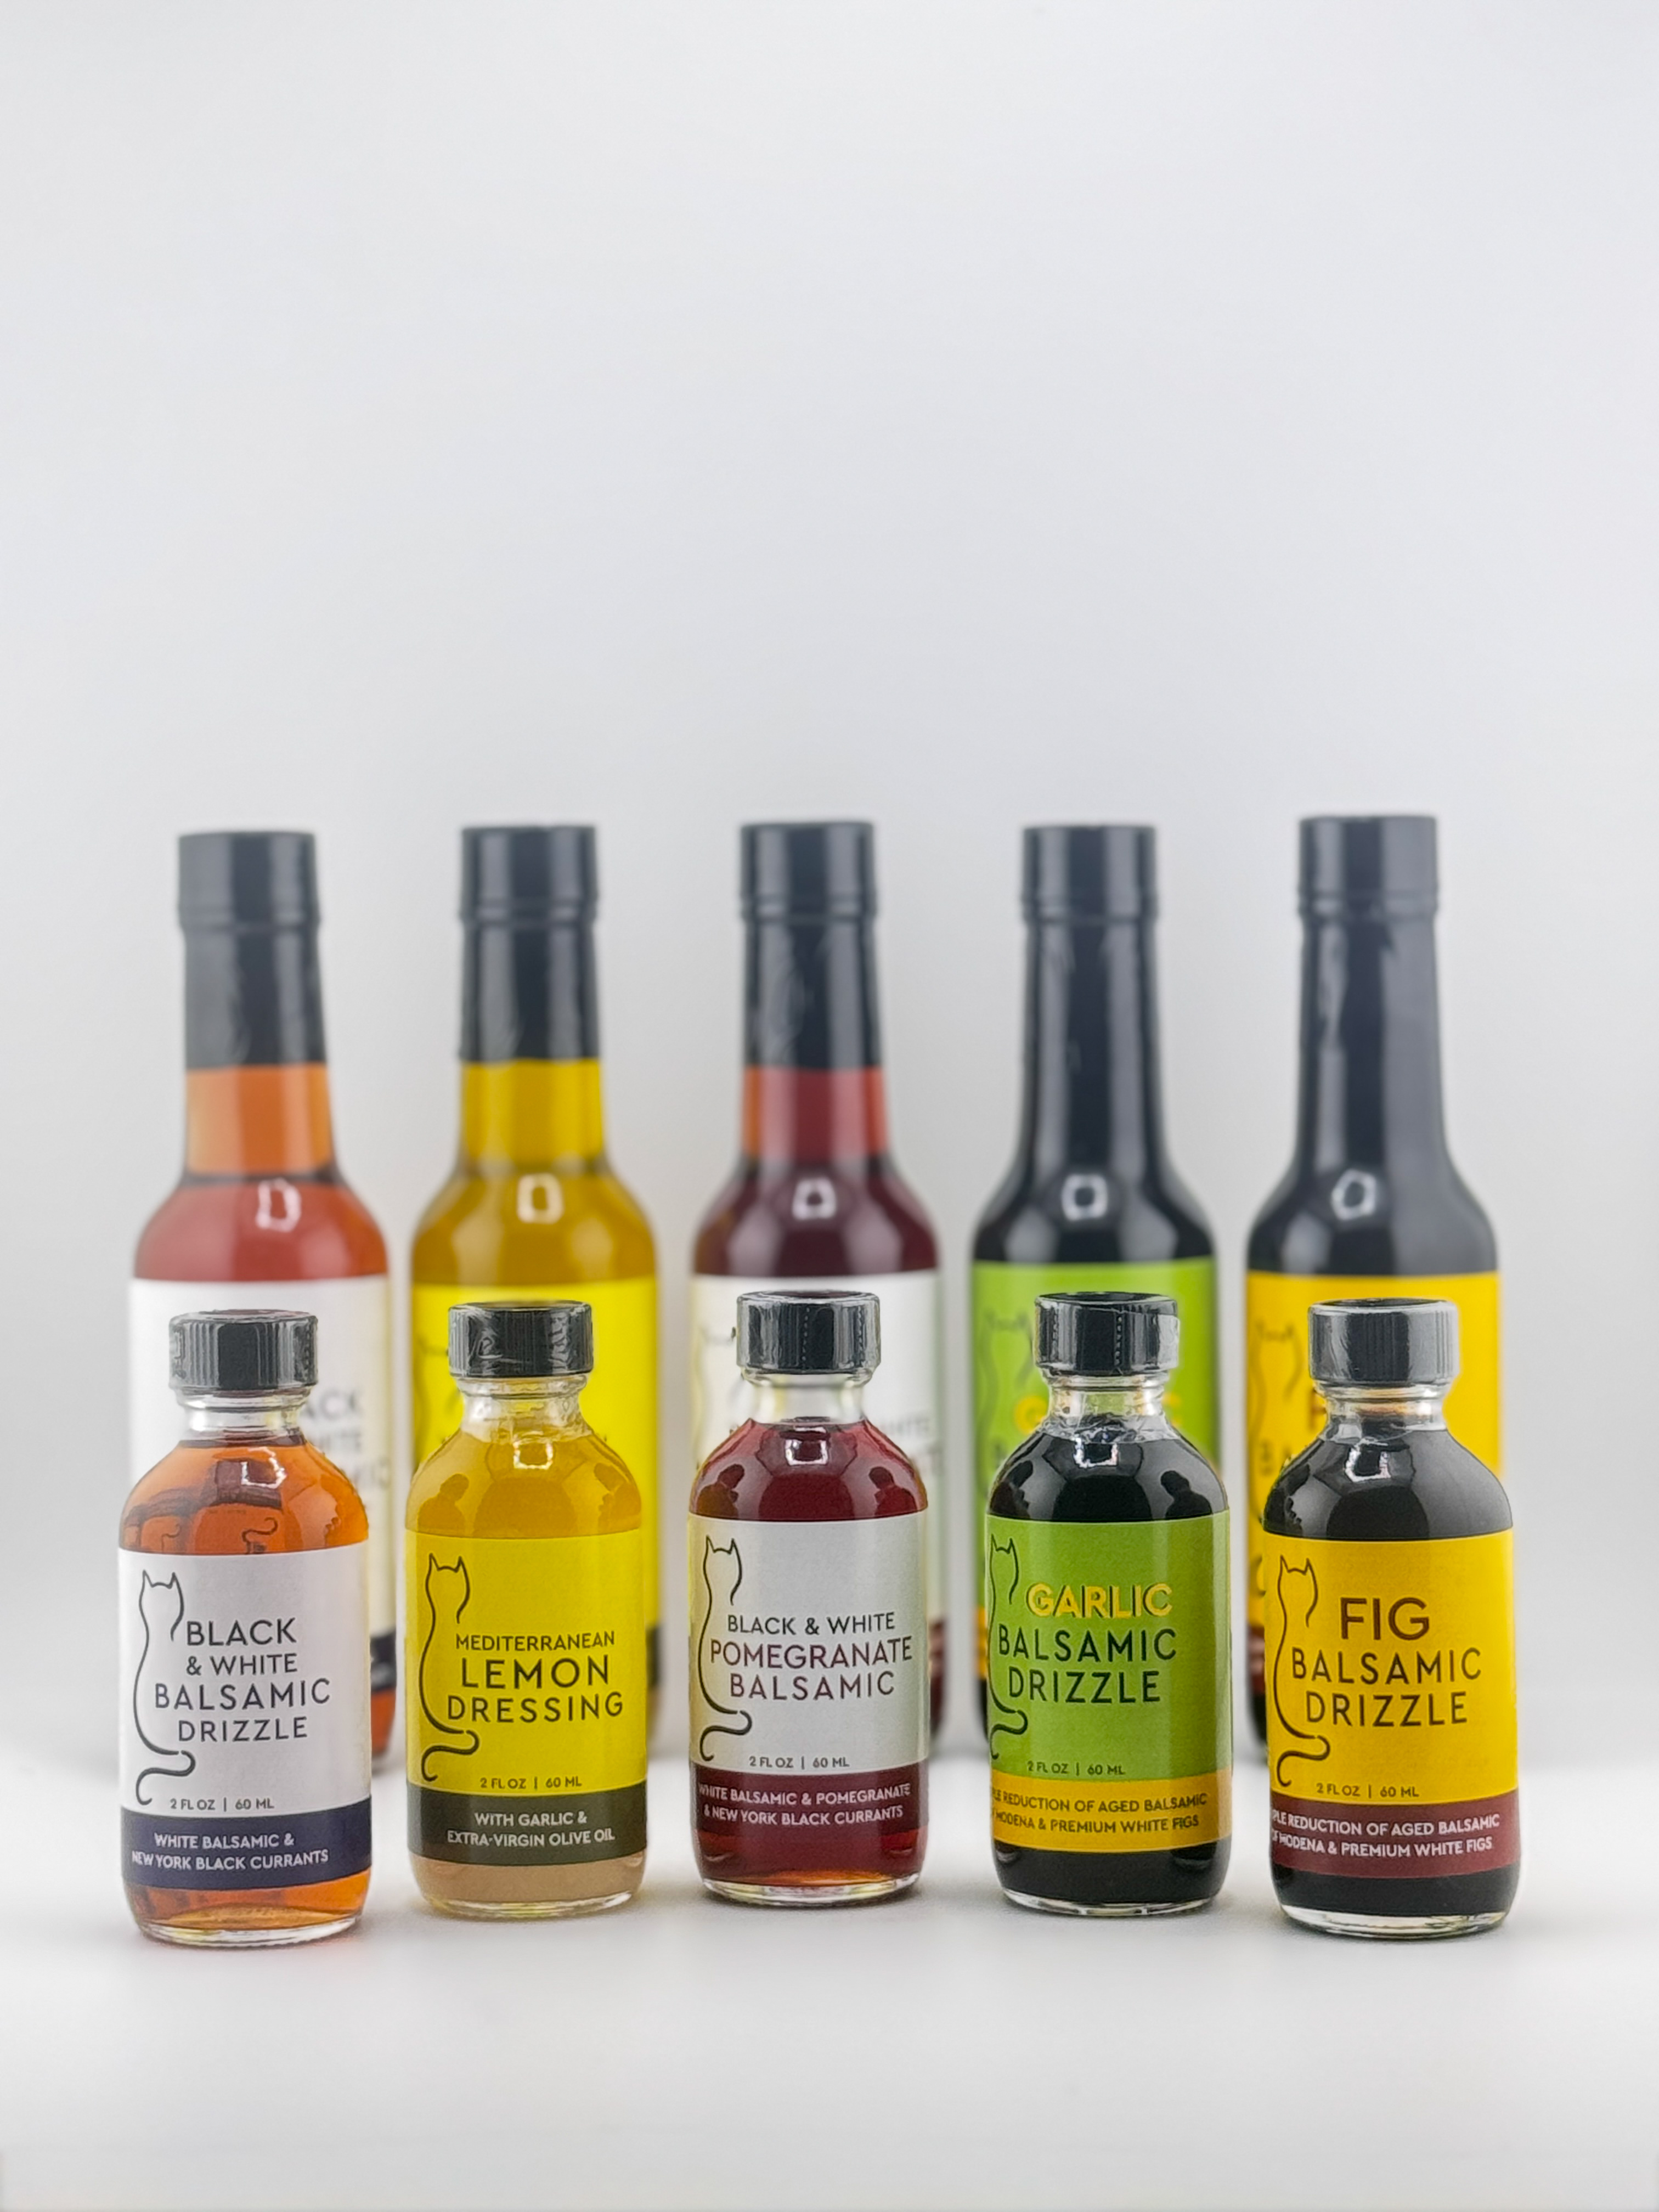 BLACK
& WHITE
BALSAMIC
DRIZZLE
2 FL OZ | 60 ML
WHITE BALSAMIC &
NEW YORK BLACK CURRANTS
MEDITERRANEAN
LEMON
DRESSING
2 FL OZ | 60 ML
WITH GARLIC &
EXTRA-VIRGIN OLIVE OIL
BLACK & WHITE
POMEGRANATE
BALSAMIC
2 FL OZ | 60 ML
WHITE BALSAMIC & POMEGRANATE
& NEW YORK BLACK CURRANTS
GARLIC
BALSAMIC
DRIZZLE
2 FL OZ | 60 ML
REDUCTION OF AGED BALSAMIC
MODENA & PREMIUM WHITE FIGS
FIG
BALSAMIC
DRIZZLE
2 FL OZ | 60 ML
REDUCTION OF AGED BALSAMIC
OF MODENA & PREMIUM WHITE FIGS